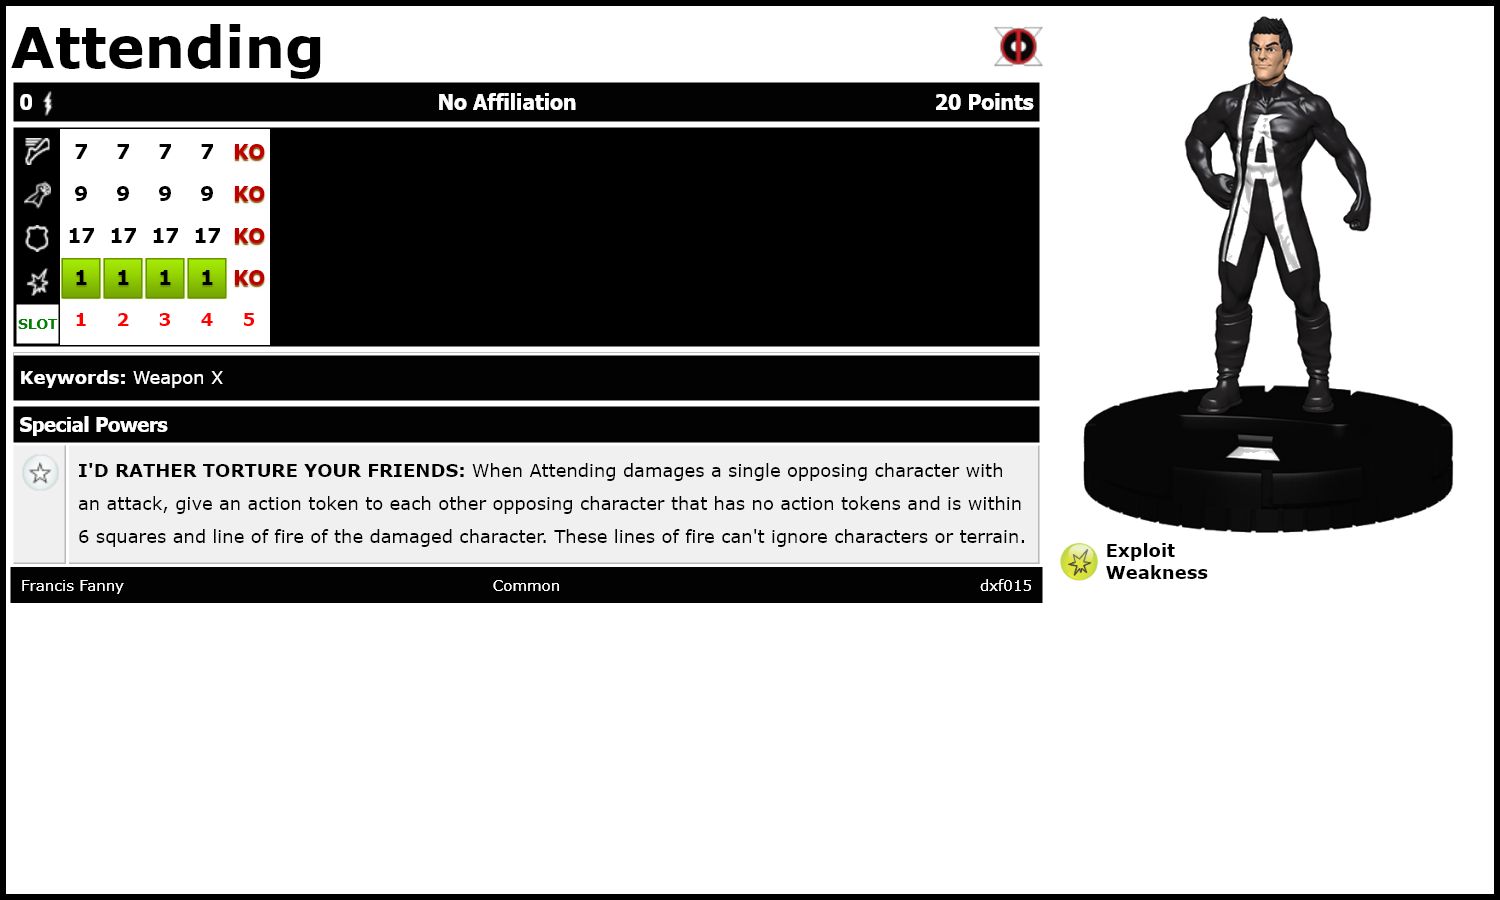 Attending
0 No Affiliation 20 Points
7 7 7 7 KO
9 9 9 9 KO
17 17 17 17 KO
1 1 1 1 KO
SLOT 1 2 3 4 5
Keywords: Weapon X
Special Powers
I'D RATHER TORTURE YOUR FRIENDS: When Attending damages a single opposing character with
an attack, give an action token to each other opposing character that has no action tokens and is within
6 squares and line of fire of the damaged character. These lines of fire can't ignore characters or terrain.
Francis Fanny Common dxf015
A
Exploit
Weakness